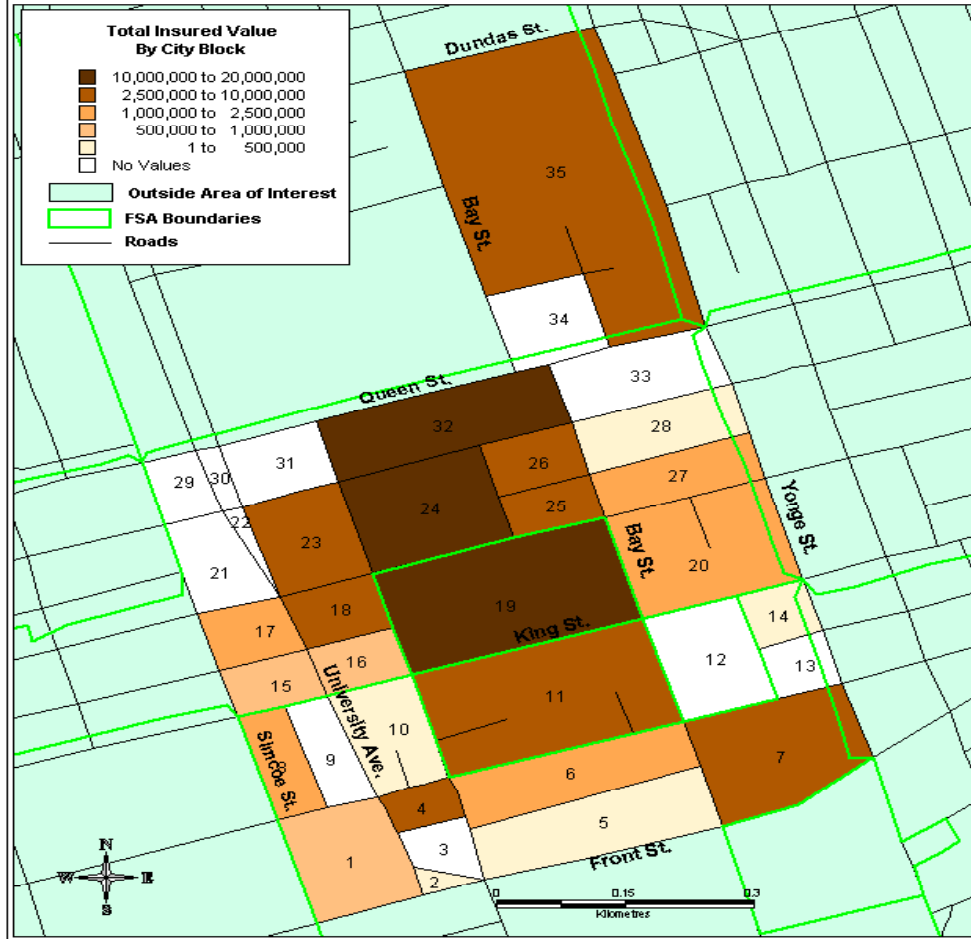 Total Insured Value
By City Block
10,000,000 to 20,000,000
2,500,000 to 10,000,000
1,000,000 to 2,500,000
500,000 to 1,000,000
1 to 500,000
No Values
Outside Area of Interest
FSA Boundaries
Roads
Dundas St.
35
Bay St.
34
33
Queen St.
32
28
31
26
29
30
27
24
25
22
23
Yonge St.
21
Bay St.
20
19
18
14
17
King St.
16
12
13
15
11
10
University Ave.
7
Simcoe St.
8
9
6
4
5
3
1
2
Front St.
N
W E
S
0 0.15 0.3
Kilometres